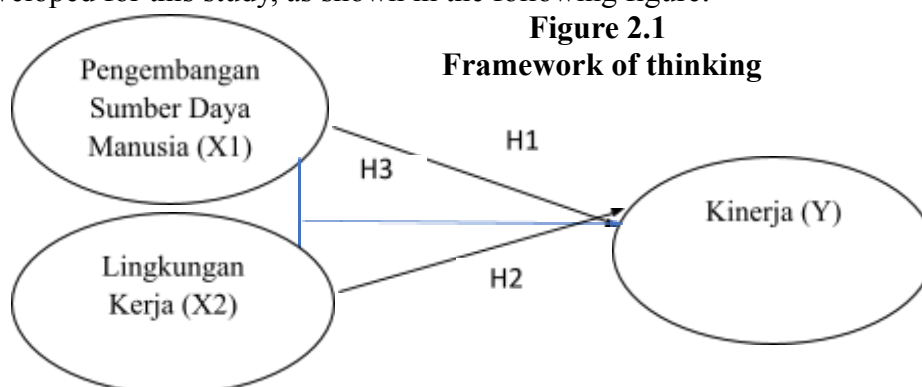 veloped for this study, as shown in the following figure.
Figure 2.1
Framework of thinking
Pengembangan
Sumber Daya
Manusia (X1)
H1
H3
Kinerja (Y)
Lingkungan
Kerja (X2)
H2